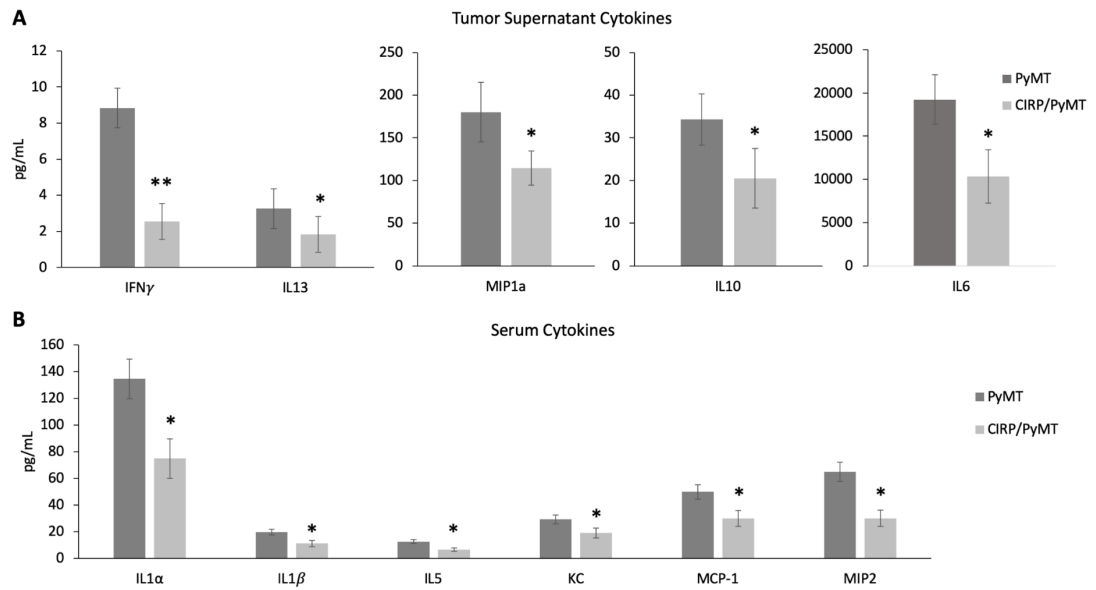 A
Tumor Supernatant Cytokines
pg/mL
12
10
8
6
4
2
0
**
*
IFNγ
IL13
250
200
150
100
50
0
*
MIP1a
50
40
30
20
10
0
*
IL10
25000
20000
15000
10000
5000
0
*
IL6
PyMT
CIRP/PyMT
B
Serum Cytokines
pg/mL
160
140
120
100
80
60
40
20
0
*
*
*
*
*
*
IL1α
IL1β
IL5
KC
MCP-1
MIP2
PyMT
CIRP/PyMT